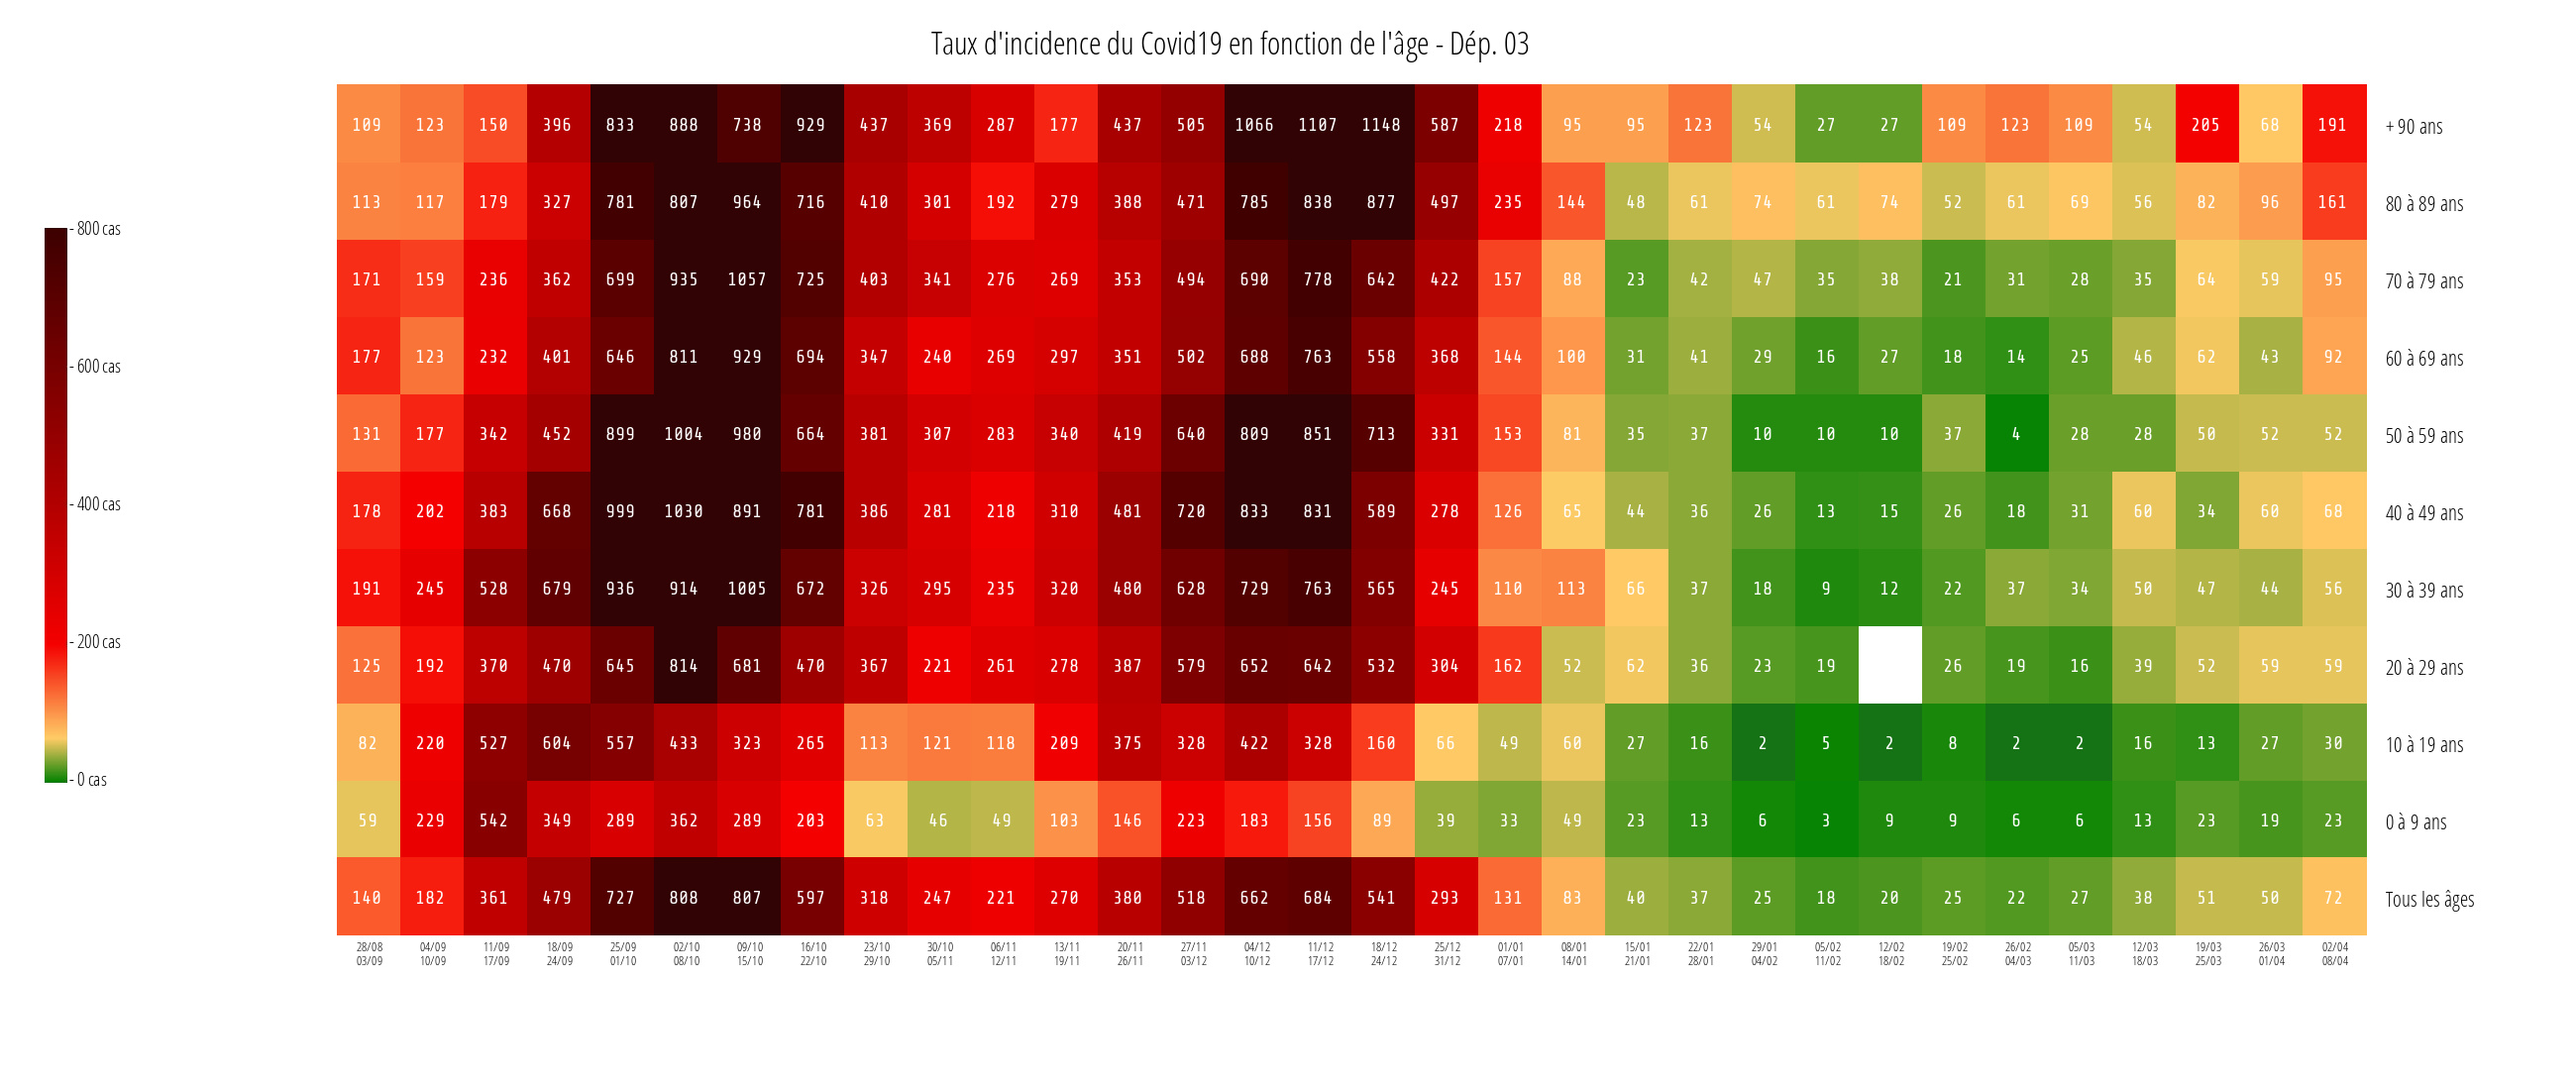 Taux d'incidence du Covid19 en fonction de l'âge - Dép. 03
109 123 150 396 833 888 738 929 437 369 287 177 437 505 1066 1107 1148 587 218 95 95 123 54 27 27 109 123 109 54 205 68 191 + 90 ans
113 117 179 327 781 807 964 716 410 301 192 279 388 471 785 838 877 497 235 144 48 61 74 61 74 52 61 69 56 82 96 161 80 à 89 ans
- 800 cas
171 159 236 362 699 935 1057 725 403 341 276 269 353 494 690 778 642 422 157 88 23 42 47 35 38 21 31 28 35 64 59 95 70 à 79 ans
177 123 232 401 646 811 929 694 347 240 269 297 351 502 688 763 558 368 144 100 31 41 29 16 27 18 14 25 46 62 43 92 60 à 69 ans
- 600 cas
131 177 342 452 899 1004 980 664 381 307 283 340 419 640 809 851 713 331 153 81 35 37 10 10 10 37 4 28 28 50 52 52 50 à 59 ans
- 400 cas
178 202 383 668 999 1030 891 781 386 281 218 310 481 720 833 831 589 278 126 65 44 36 26 13 15 26 18 31 60 34 60 68 40 à 49 ans
191 245 528 679 936 914 1005 672 326 295 235 320 480 628 729 763 565 245 110 113 66 37 18 9 12 22 37 34 50 47 44 56 30 à 39 ans
- 200 cas
125 192 370 470 645 814 681 470 367 221 261 278 387 579 652 642 532 304 162 52 62 36 23 19 26 19 16 39 52 59 59 20 à 29 ans
82 220 527 604 557 433 323 265 113 121 118 209 375 328 422 328 160 66 49 60 27 16 2 5 2 8 2 2 16 13 27 30 10 à 19 ans
- 0 cas
59 229 542 349 289 362 289 203 63 46 49 103 146 223 183 156 89 39 33 49 23 13 6 3 9 9 6 6 13 23 19 23 0 à 9 ans
140 182 361 479 727 808 807 597 318 247 221 270 380 518 662 684 541 293 131 83 40 37 25 18 20 25 22 27 38 51 50 72 Tous les âges
28/08 04/09 11/09 18/09 25/09 02/10 09/10 16/10 23/10 30/10 06/11 13/11 20/11 27/11 04/12 11/12 18/12 25/12 01/01 08/01 15/01 22/01 29/01 05/02 12/02 19/02 26/02 05/03 12/03 19/03 26/03 02/04
03/09 10/09 17/09 24/09 01/10 08/10 15/10 22/10 29/10 05/11 12/11 19/11 26/11 03/12 10/12 17/12 24/12 31/12 07/01 14/01 21/01 28/01 04/02 11/02 18/02 25/02 04/03 11/03 18/03 25/03 01/04 08/04